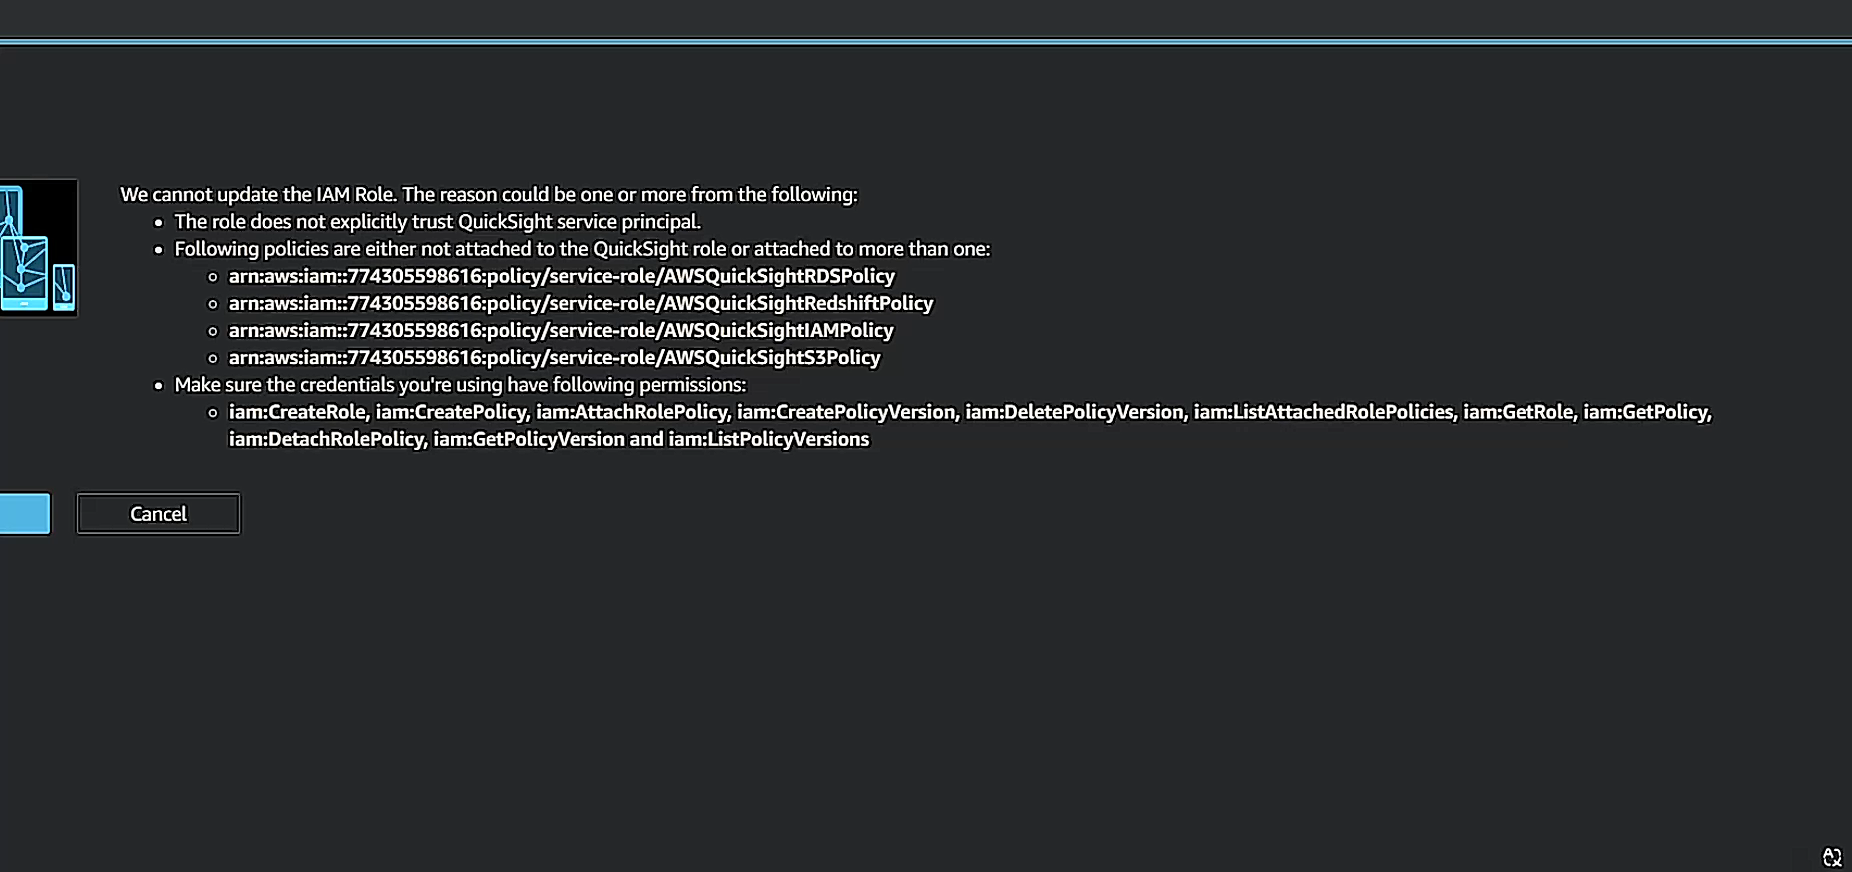 We cannot update the IAM Role. The reason could be one or more from the following:
• The role does not explicitly trust QuickSight service principal.
• Following policies are either not attached to the QuickSight role or attached to more than one:
○ arn:aws:iam::774305598616:policy/service-role/AWSQuickSightRDSPolicy
○ arn:aws:iam::774305598616:policy/service-role/AWSQuickSightRedshiftPolicy
○ arn:aws:iam::774305598616:policy/service-role/AWSQuickSightIAMPolicy
○ arn:aws:iam::774305598616:policy/service-role/AWSQuickSightS3Policy
• Make sure the credentials you're using have following permissions:
○ iam:CreateRole, iam:CreatePolicy, iam:AttachRolePolicy, iam:CreatePolicyVersion, iam:DeletePolicyVersion, iam:ListAttachedRolePolicies, iam:GetRole, iam:GetPolicy,
iam:DetachRolePolicy, iam:GetPolicyVersion and iam:ListPolicyVersions
Cancel